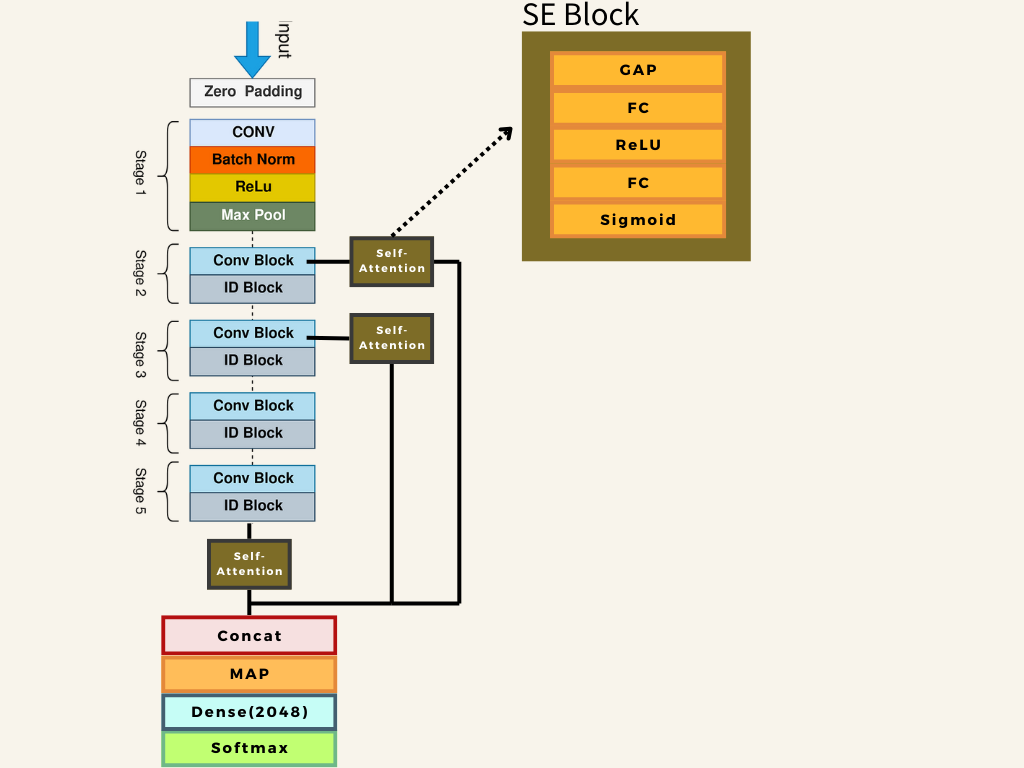 SE Block
Input
Zero Padding
Stage 1
CONV
Batch Norm
ReLu
Max Pool
GAP
FC
ReLU
FC
Sigmoid
Stage 2
Conv Block
ID Block
Self-
Attention
Stage 3
Conv Block
ID Block
Self-
Attention
Stage 4
Conv Block
ID Block
Stage 5
Conv Block
ID Block
Self-
Attention
Concat
MAP
Dense(2048)
Softmax